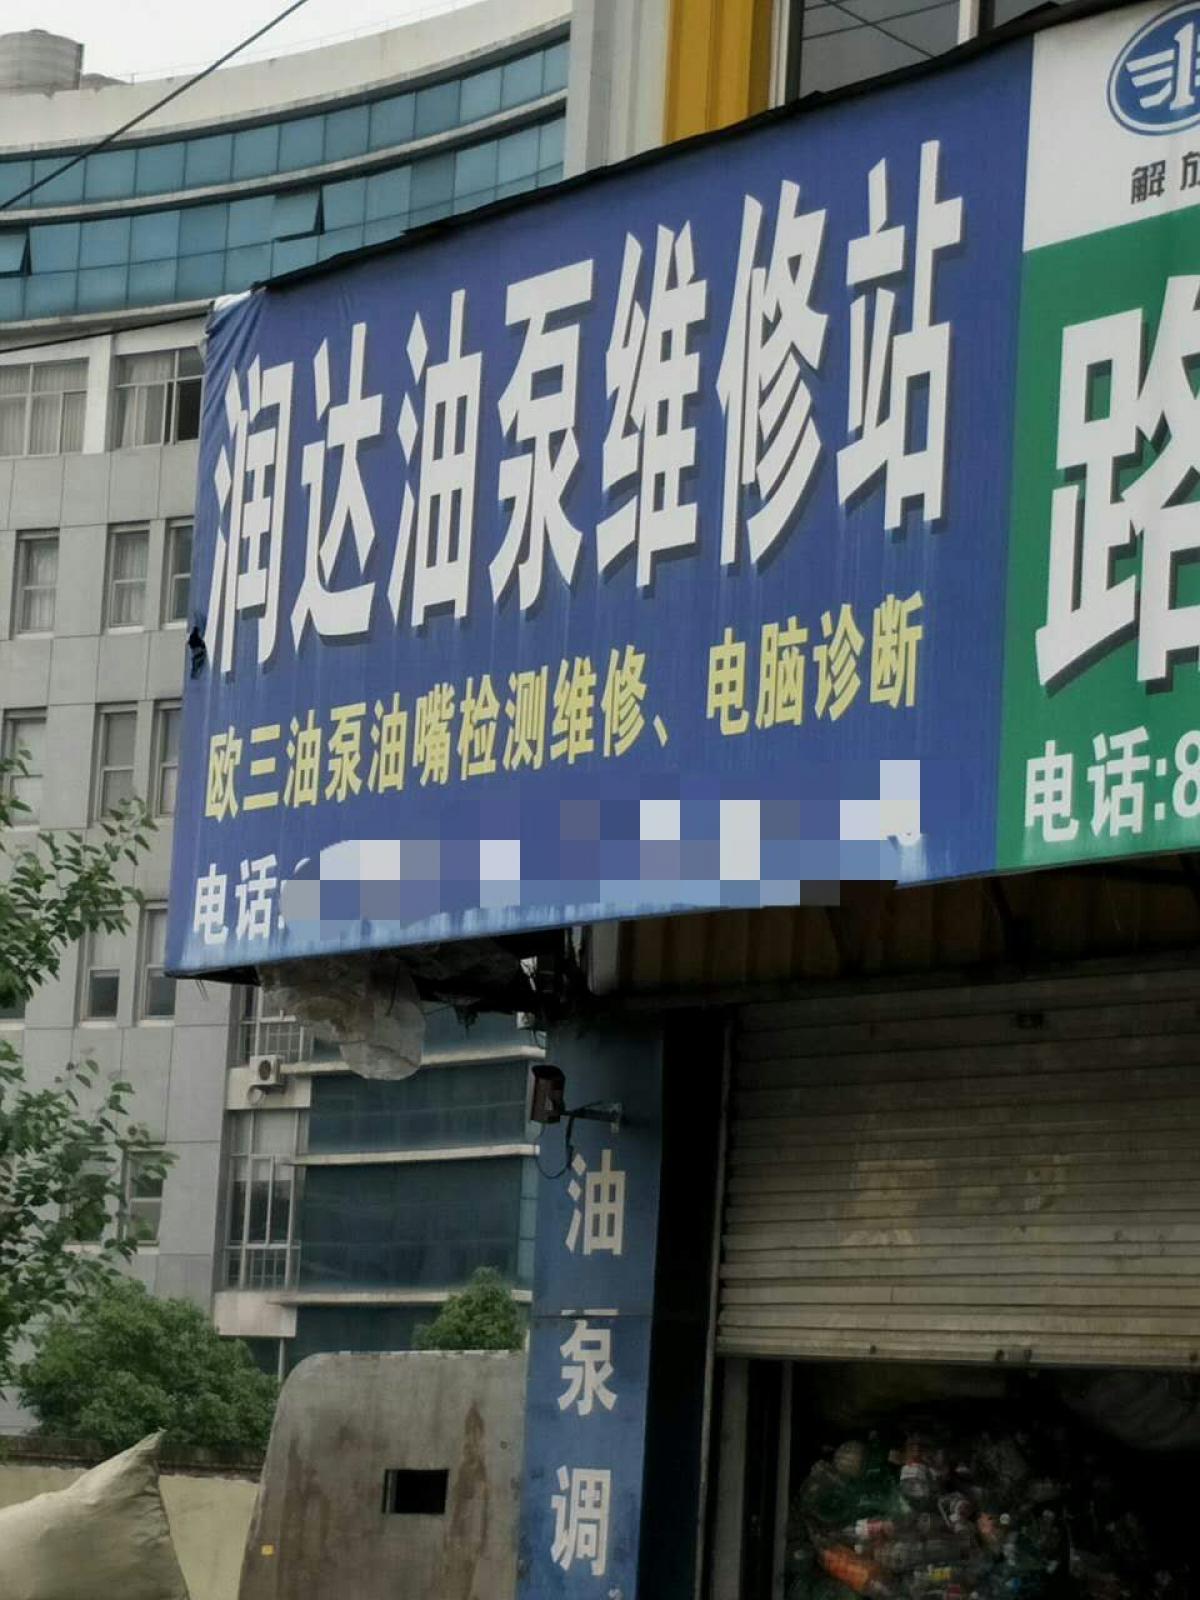 润达油泵维修站
欧三油泵油嘴检测维修、电脑诊断
电话:
解放
路
电话:8
油泵调